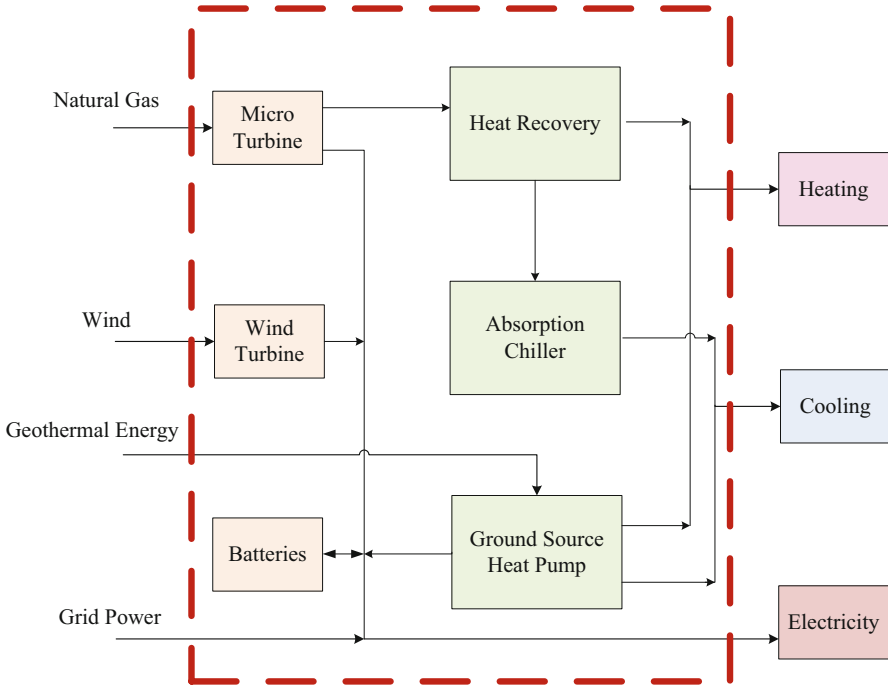 Natural Gas
Micro
Turbine
Heat Recovery
Heating
Wind
Wind
Turbine
Absorption
Chiller
Cooling
Geothermal Energy
Batteries
Ground Source
Heat Pump
Grid Power
Electricity